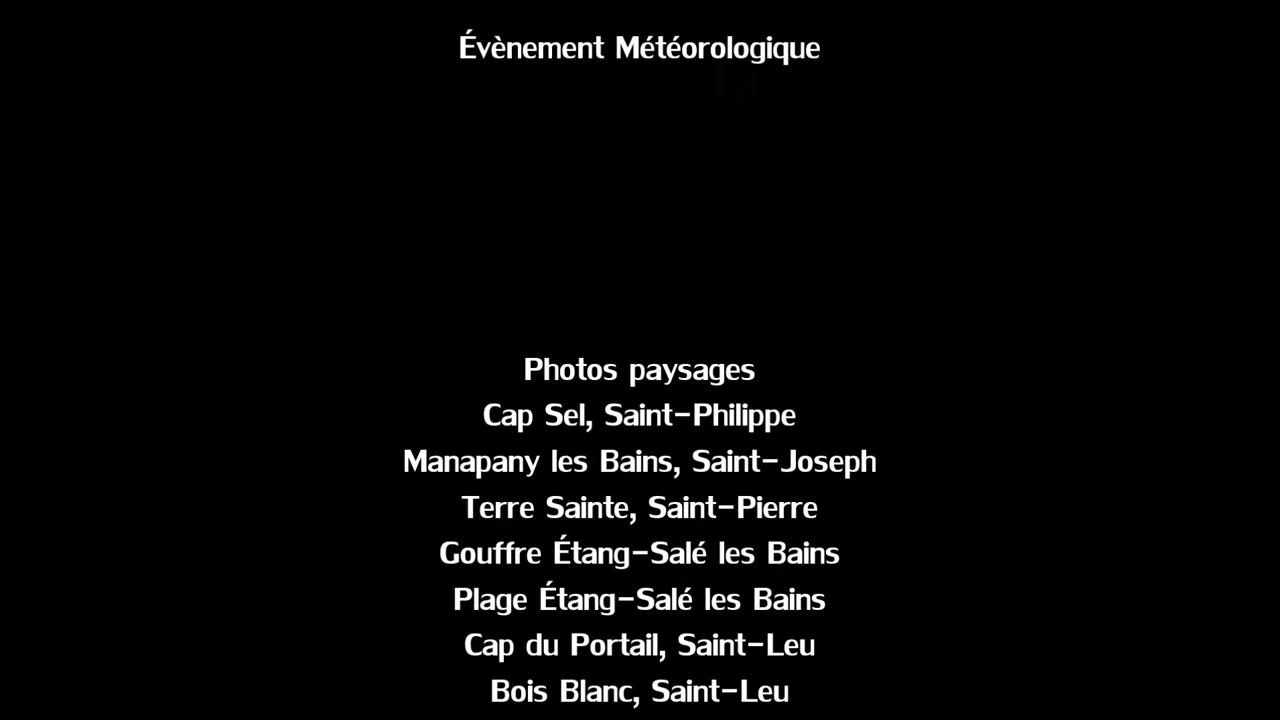 Évènement Météorologique
Photos paysages
Cap Sel, Saint-Philippe
Manapany les Bains, Saint-Joseph
Terre Sainte, Saint-Pierre
Gouffre Étang-Salé les Bains
Plage Étang-Salé les Bains
Cap du Portail, Saint-Leu
Bois Blanc, Saint-Leu